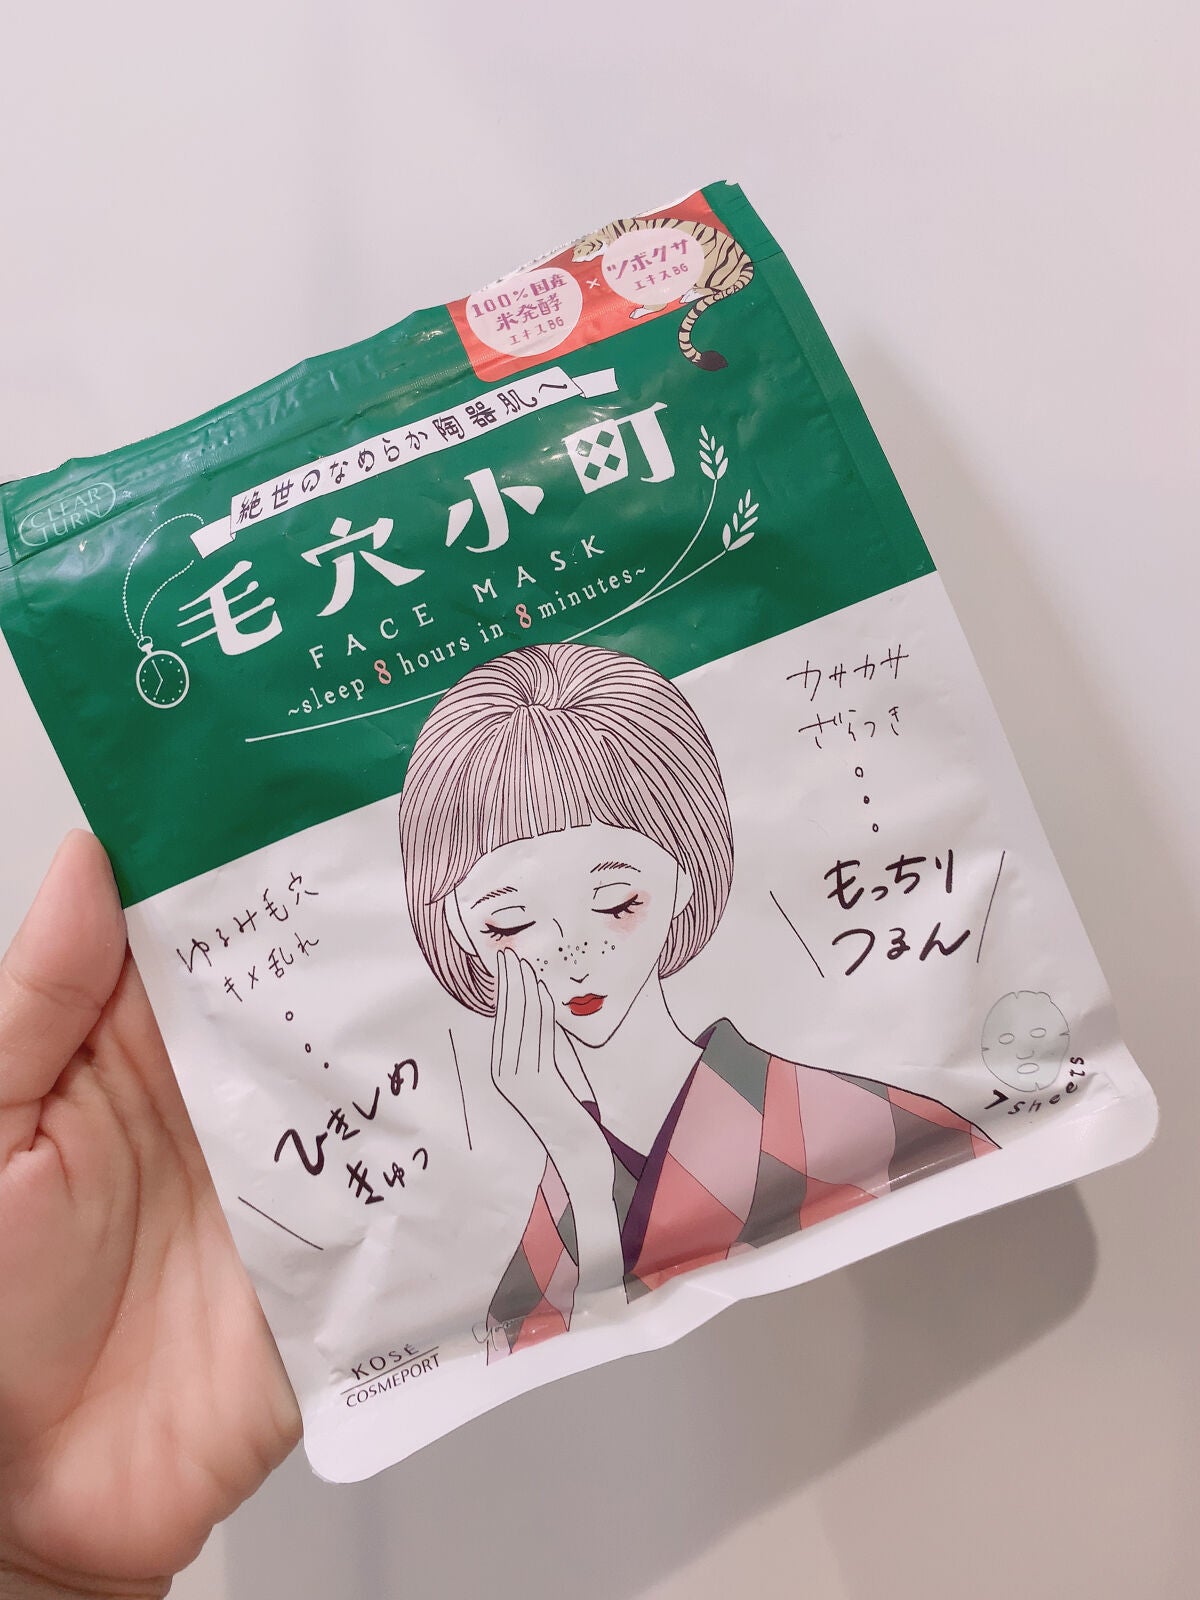 100%国産
米発酵
エキスBG
×
ツボクサ
エキスBG
CICA
CLEAR
TURN
絶世のなめらか陶器肌へ
毛穴小町
FACE MASK
~sleep 8 hours in 8 minutes~
カサカサ
ざらつき
もっちり
つるん
ゆるみ毛穴
キメ乱れ
ひきしめ
きゅっ
7 sheets
KOSÉ
COSMEPORT